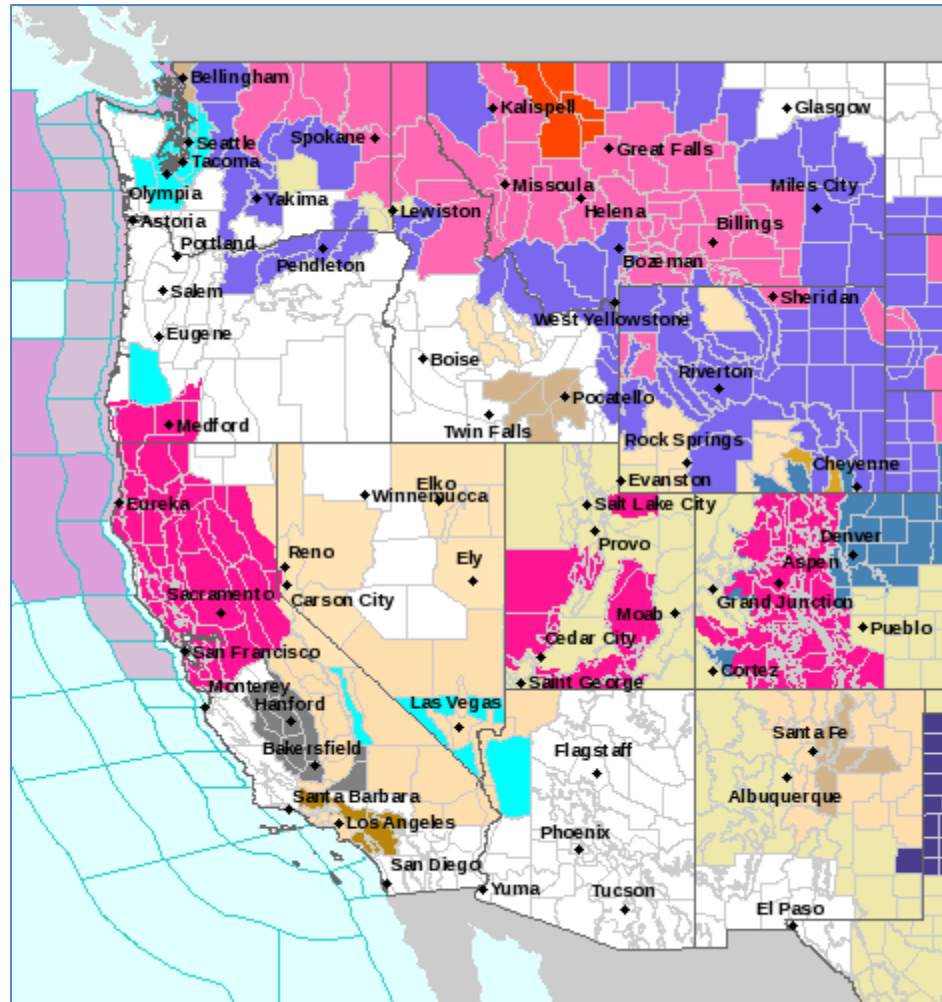 Bellingham
Kalispell
Glasgow
Seattle
Spokane
Great Falls
Tacoma
Olympia
Yakima
Lewiston
Missoula
Helena
Miles City
Astoria
Portland
Pendleton
Billings
Bozeman
Salem
Sheridan
West Yellowstone
Eugene
Boise
Riverton
Pocatello
Medford
Twin Falls
Rock Springs
Cheyenne
Evanston
Eureka
Winnemucca
Elko
Salt Lake City
Provo
Denver
Reno
Ely
Aspen
Carson City
Grand Junction
Sacramento
Moab
Pueblo
Cedar City
San Francisco
Saint George
Cortez
Monterey
Hanford
Las Vegas
Bakersfield
Flagstaff
Santa Fe
Albuquerque
Santa Barbara
Los Angeles
Phoenix
San Diego
Yuma
Tucson
El Paso